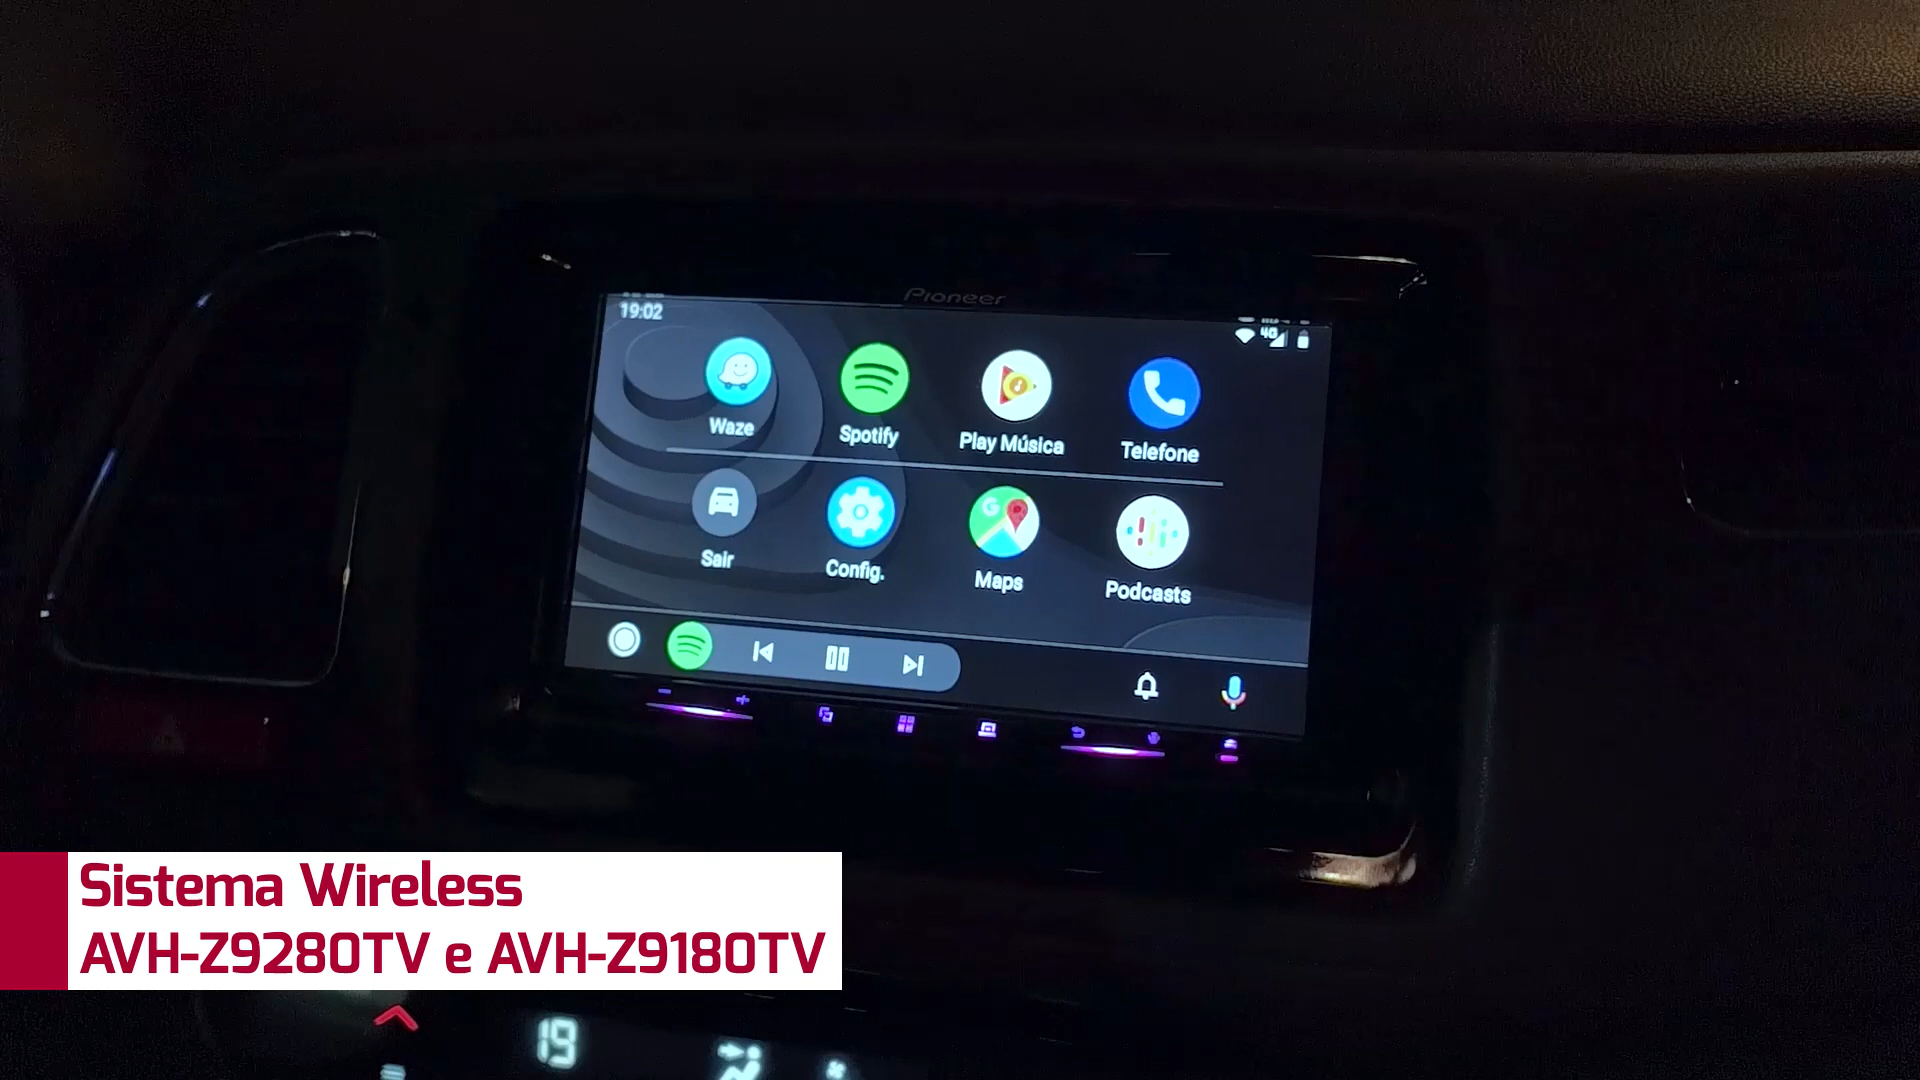 Pioneer
19:02
4G
Waze
Spotify
Play Música
Telefone
Sair
Config.
G
Maps
Podcasts
Sistema Wireless
AVH-Z9280TV e AVH-Z9180TV
19